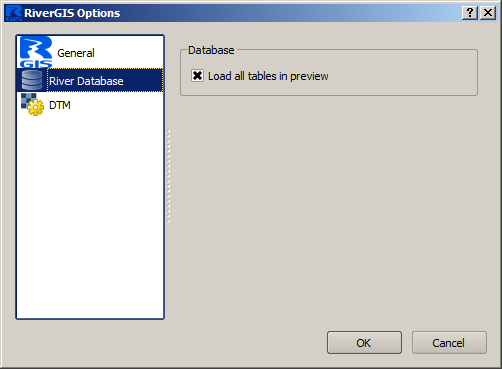 RiverGIS Options
General
River Database
DTM
Database
Load all tables in preview
OK
Cancel